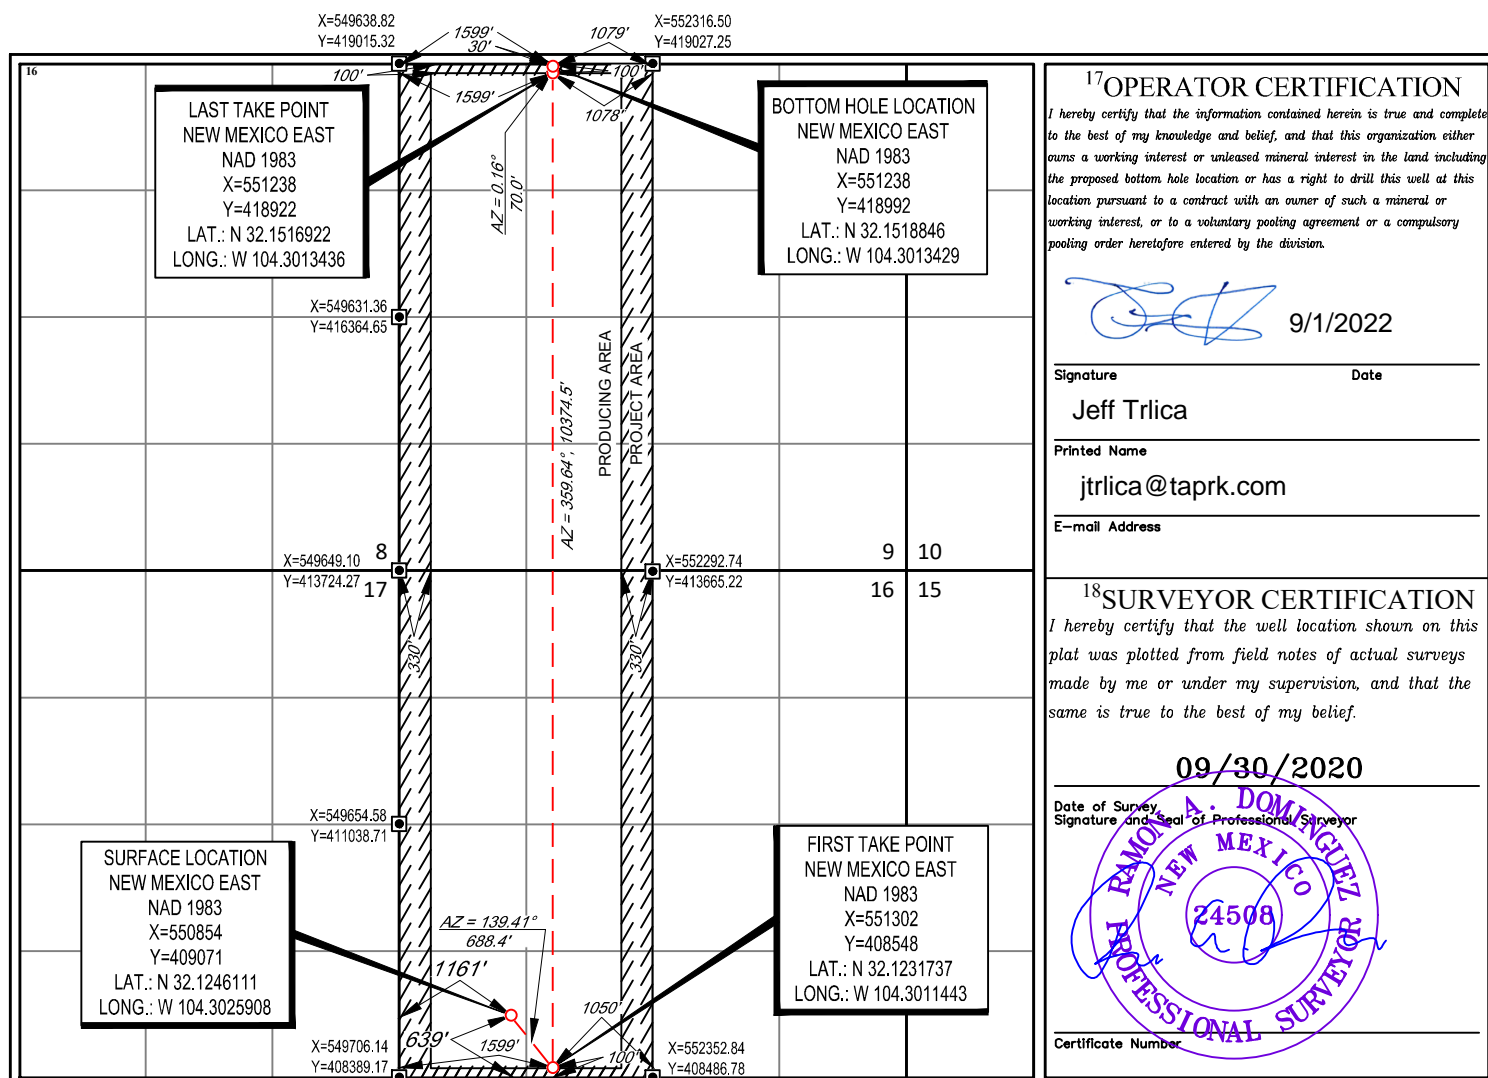 X=549638.82
Y=419015.32
1599'
30'
1079'
X=552316.50
Y=419027.25
16
100'
1599'
100'
1078'
LAST TAKE POINT
NEW MEXICO EAST
NAD 1983
X=551238
Y=418922
LAT.: N 32.1516922
LONG.: W 104.3013436
BOTTOM HOLE LOCATION
NEW MEXICO EAST
NAD 1983
X=551238
Y=418992
LAT.: N 32.1518846
LONG.: W 104.3013429
AZ = 0.16°
70.0'
X=549631.36
Y=416364.65
PRODUCING AREA
PROJECT AREA
AZ = 359.64°, 10374.5'
X=549649.10
Y=413724.27
8
17
X=552292.74
Y=413665.22
9
10
16
15
330'
330'
X=549654.58
Y=411038.71
SURFACE LOCATION
NEW MEXICO EAST
NAD 1983
X=550854
Y=409071
LAT.: N 32.1246111
LONG.: W 104.3025908
FIRST TAKE POINT
NEW MEXICO EAST
NAD 1983
X=551302
Y=408548
LAT.: N 32.1231737
LONG.: W 104.3011443
AZ = 139.41°
688.4'
1161'
639'
1599'
1050'
100'
X=549706.14
Y=408389.17
X=552352.84
Y=408486.78
17OPERATOR CERTIFICATION
I hereby certify that the information contained herein is true and complete
to the best of my knowledge and belief, and that this organization either
owns a working interest or unleased mineral interest in the land including
the proposed bottom hole location or has a right to drill this well at this
location pursuant to a contract with an owner of such a mineral or
working interest, or to a voluntary pooling agreement or a compulsory
pooling order heretofore entered by the division.
9/1/2022
Signature Date
Jeff Trlica
Printed Name
jtrlica@taprk.com
E-mail Address
18SURVEYOR CERTIFICATION
I hereby certify that the well location shown on this
plat was plotted from field notes of actual surveys
made by me or under my supervision, and that the
same is true to the best of my belief.
09/30/2020
Date of Survey
Signature and Seal of Professional Surveyor
RAMON A. DOMINGUEZ
NEW MEXICO
24508
PROFESSIONAL SURVEYOR
Certificate Number